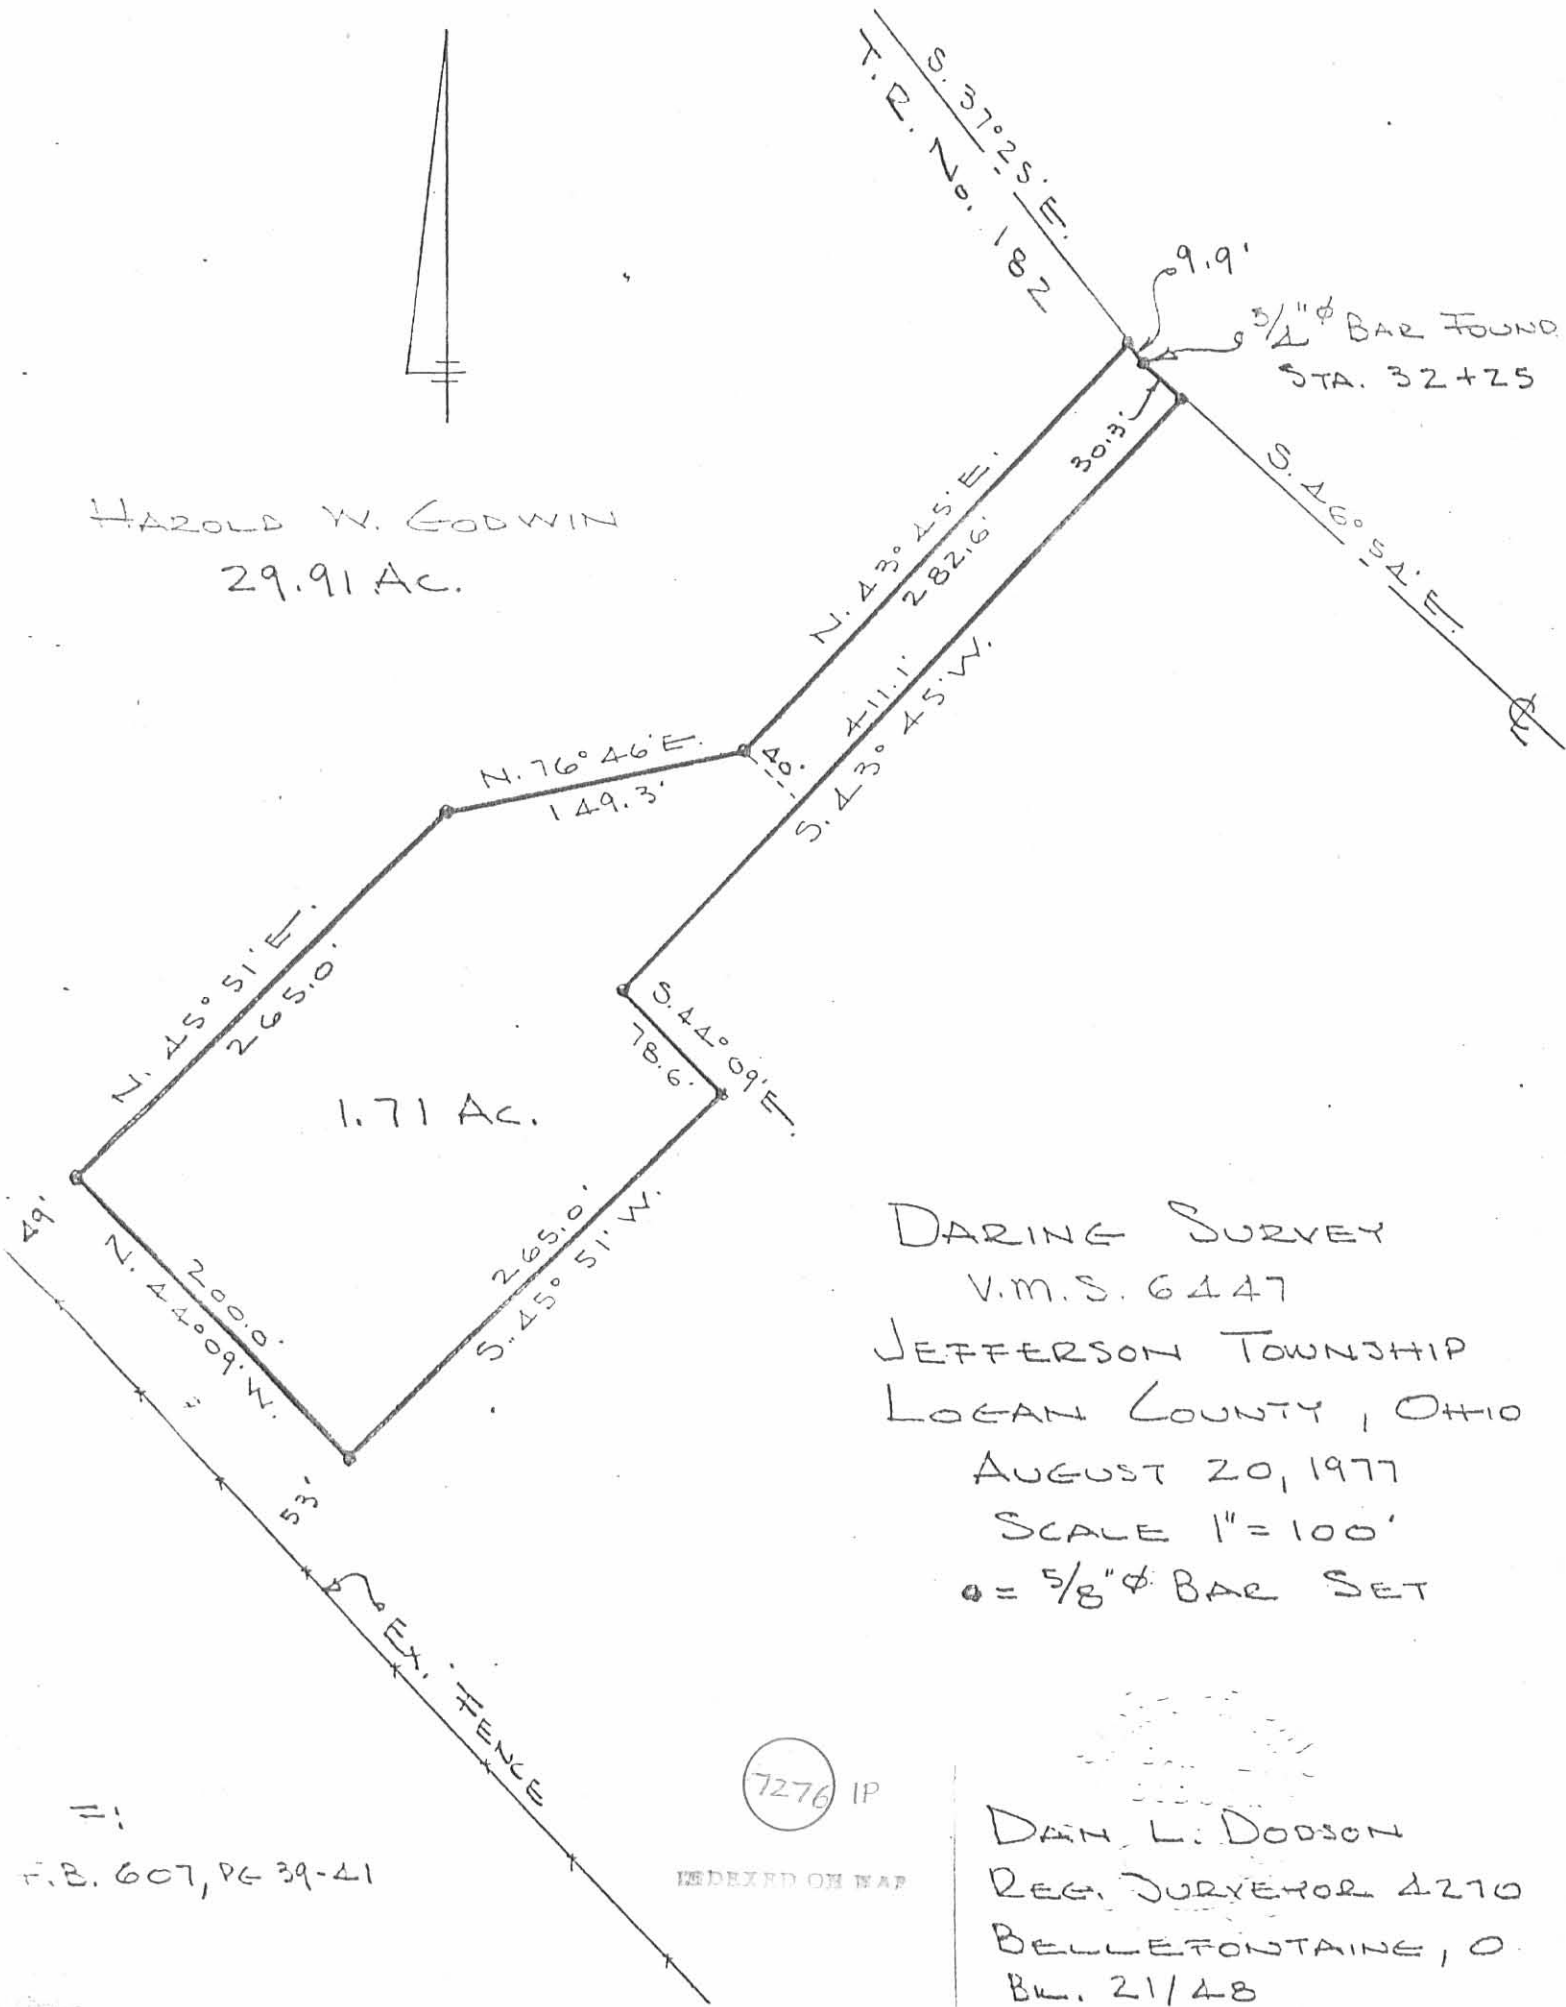 S. 37° 25' E.
T. R. No. 182
9.9'
3/4"ϕ BAR FOUND
STA. 32+25
30.3'
S. 46° 54' E.
HAROLD W. GODWIN
29.91 AC.
N. 43° 45' E.
282.6'
411.1'
S. 43° 45' W.
40.
N. 76° 46' E.
149.3'
N. 45° 51' E.
265.0'
S. 44° 09' E.
78.6'
1.71 AC.
49'
200.0'
N. 44° 09' W.
265.0'
S. 45° 51' W.
53'
EX. FENCE
DARING SURVEY
V.M.S. 6447
JEFFERSON TOWNSHIP
LOGAN COUNTY, OHIO
AUGUST 20, 1977
SCALE 1" = 100'
= 5/8"ϕ BAR SET
7276 IP
INDEXED ON MAP
F.B. 607, PG 39-41
DAN L. DODSON
REG. SURVEYOR 4270
BELLEFONTAINE, O.
BK. 21/48